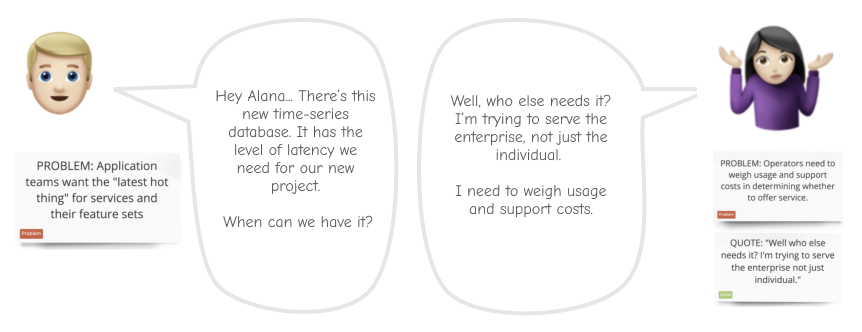 Hey Alana... There's this
new time-series
database. It has the
level of latency we
need for our new
project.
When can we have it?
Well, who else needs it?
I'm trying to serve the
enterprise, not just the
individual.
I need to weigh usage
and support costs.
PROBLEM: Application
teams want the "latest hot
thing" for services and
their feature sets
Problem
PROBLEM: Operators need to
weigh usage and support
costs in determining whether
to offer service.
Problem
QUOTE: "Well who else
needs it? I'm trying to serve
the enterprise not just
individual."